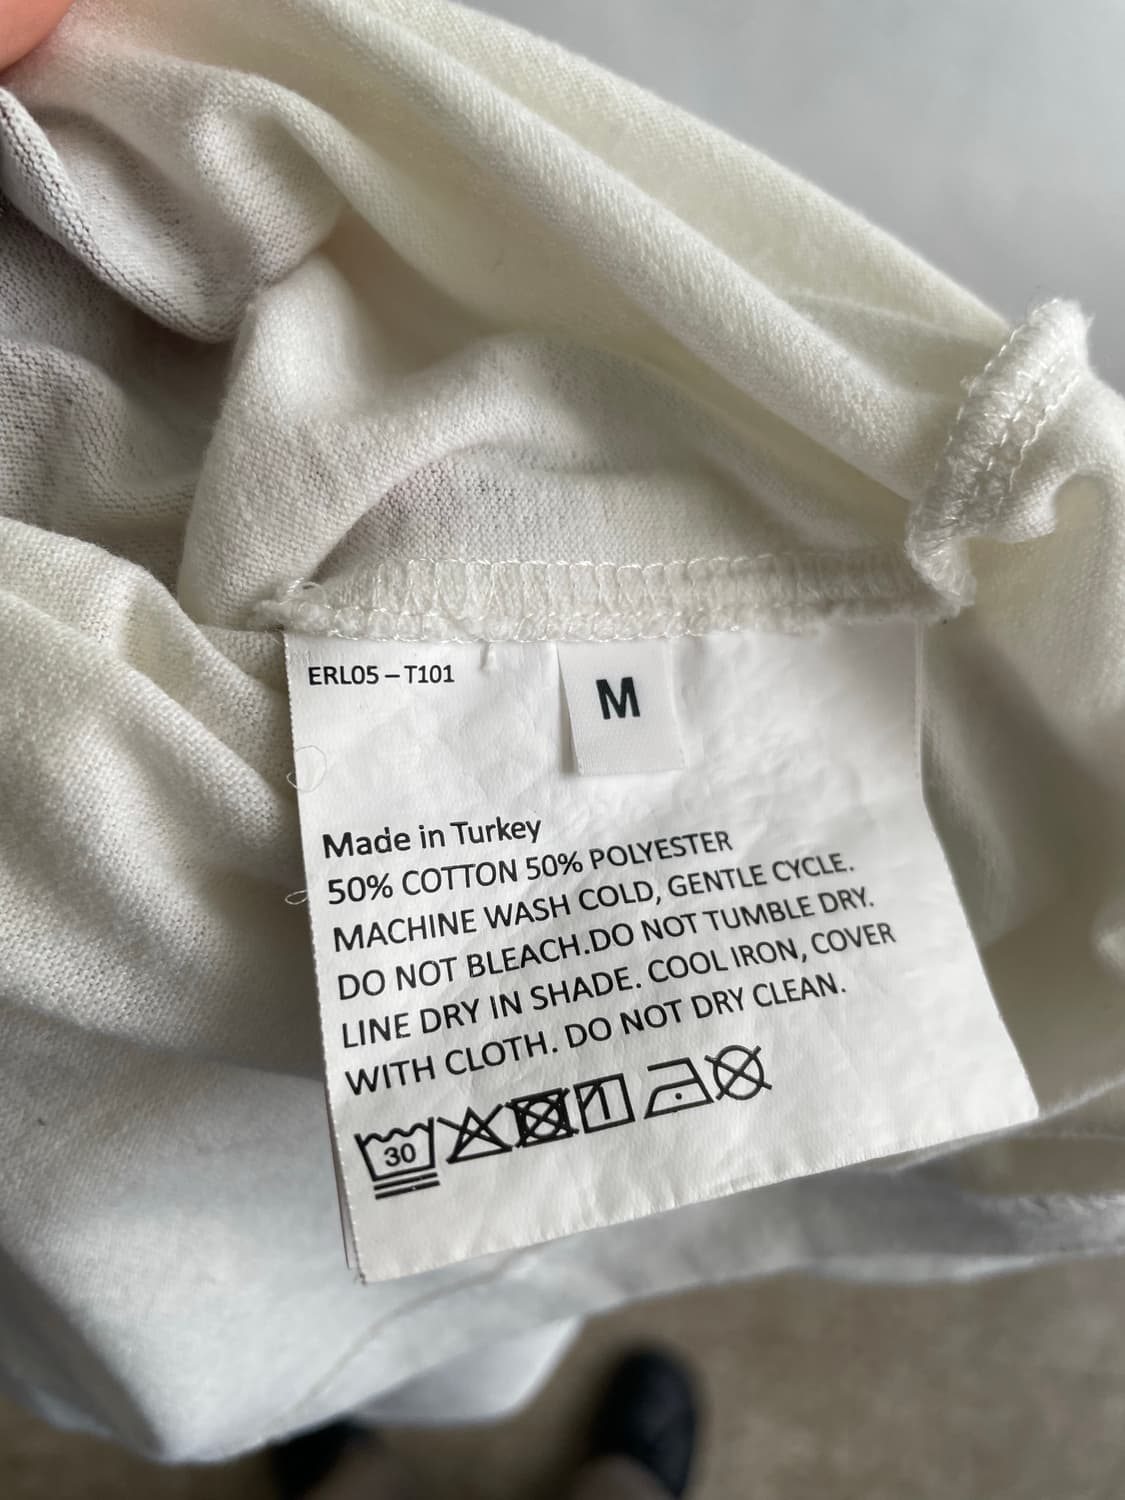 ERL05 – T101
M
Made in Turkey
50% COTTON 50% POLYESTER
MACHINE WASH COLD, GENTLE CYCLE.
DO NOT BLEACH.DO NOT TUMBLE DRY.
LINE DRY IN SHADE. COOL IRON, COVER
WITH CLOTH. DO NOT DRY CLEAN.
30